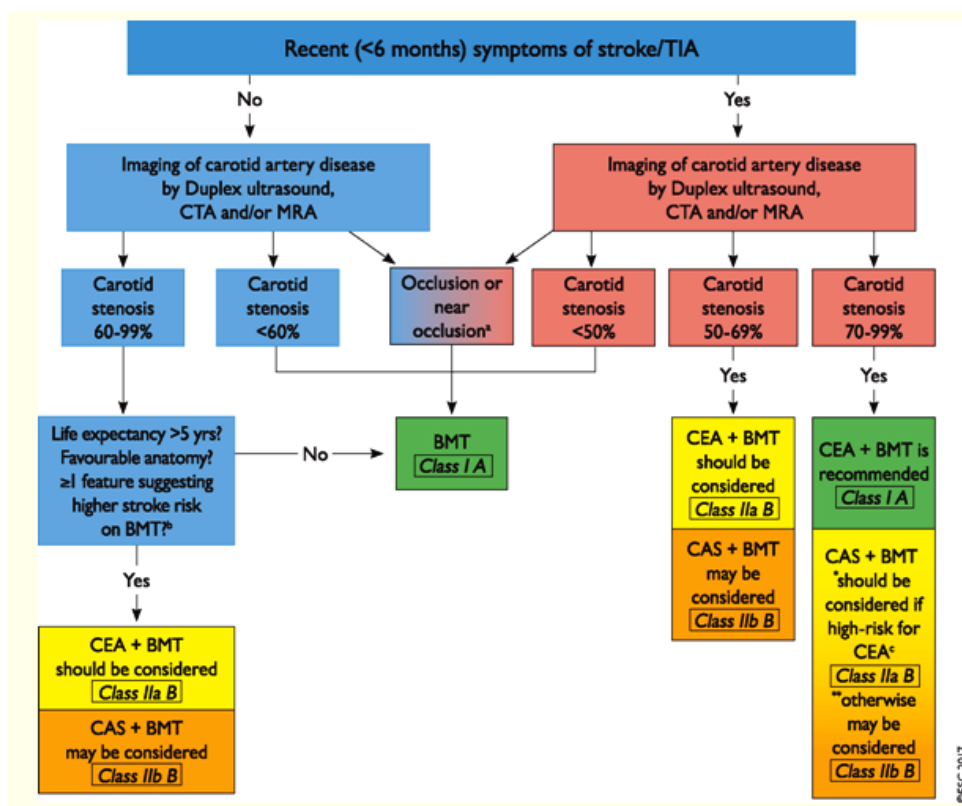 Recent (<6 months) symptoms of stroke/TIA
No
Yes
Imaging of carotid artery disease
by Duplex ultrasound,
CTA and/or MRA
Imaging of carotid artery disease
by Duplex ultrasound,
CTA and/or MRA
Carotid
stenosis
60-99%
Carotid
stenosis
<60%
Occlusion or
near
occlusionᵃ
Carotid
stenosis
<50%
Carotid
stenosis
50-69%
Carotid
stenosis
70-99%
Yes
Yes
Life expectancy >5 yrs?
Favourable anatomy?
≥1 feature suggesting
higher stroke risk
on BMT?ᵇ
No
BMT
Class I A
CEA + BMT
should be
considered
Class IIa B
CAS + BMT
may be
considered
Class IIb B
CEA + BMT is
recommended
Class I A
CAS + BMT
*should be
considered if
high-risk for
CEAᶜ
Class IIa B
**otherwise
may be
considered
Class IIb B
Yes
CEA + BMT
should be considered
Class IIa B
CAS + BMT
may be considered
Class IIb B
©ESC 2017